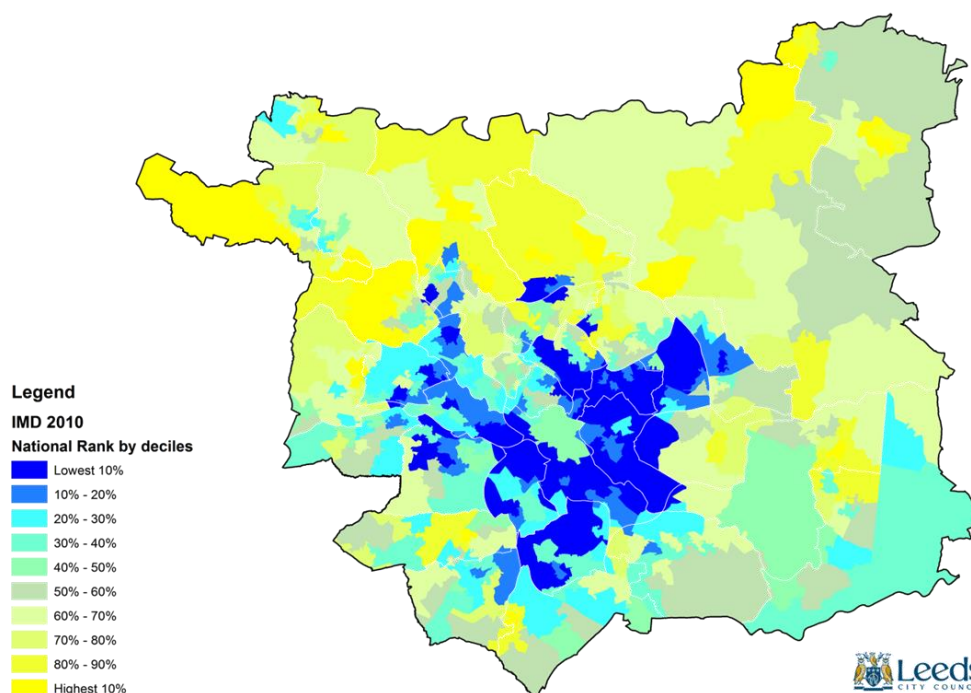 Legend
IMD 2010
National Rank by deciles
Lowest 10%
10% - 20%
20% - 30%
30% - 40%
40% - 50%
50% - 60%
60% - 70%
70% - 80%
80% - 90%
Highest 10%
Leeds
CITY COUNC